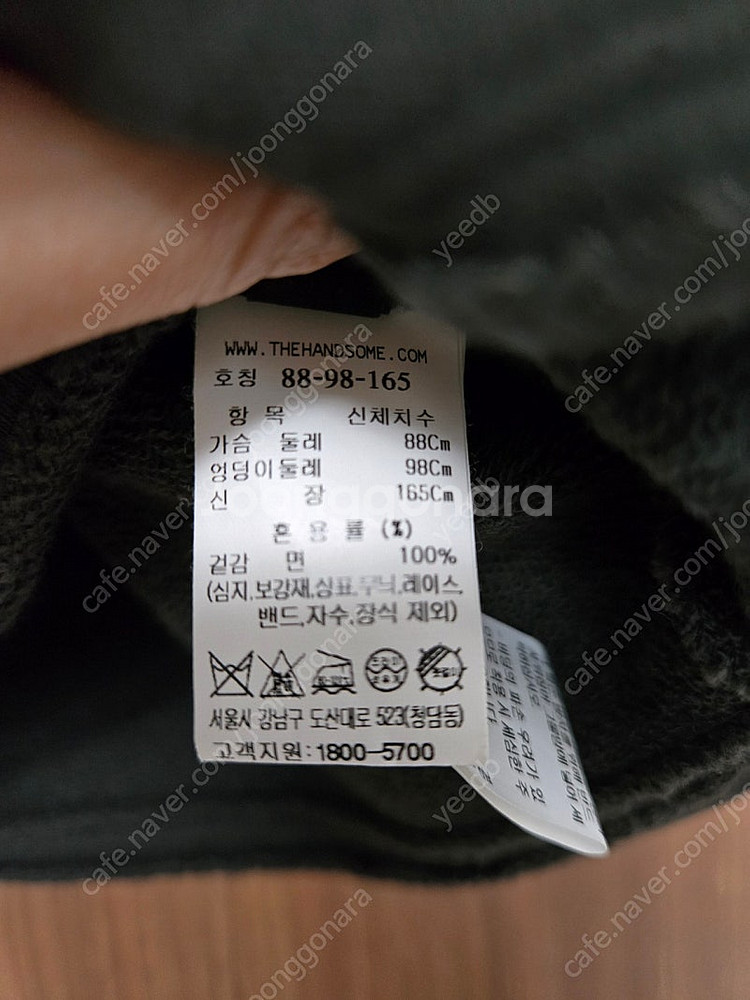 WWW.THEHANDSOME.COM
호칭 88-98-165
항 목 신체치수
가슴 둘레 88Cm
엉덩이둘레 98Cm
신 장 165Cm
혼 용 률 (%)
겉감 면 100%
(심지,보강재,상표,무늬,레이스,
밴드,자수,장식 제외)
서울시 강남구 도산대로 523(청담동)
고객지원:1800-5700
joonggonara
yeedb
cafe.naver.com/joonggonara